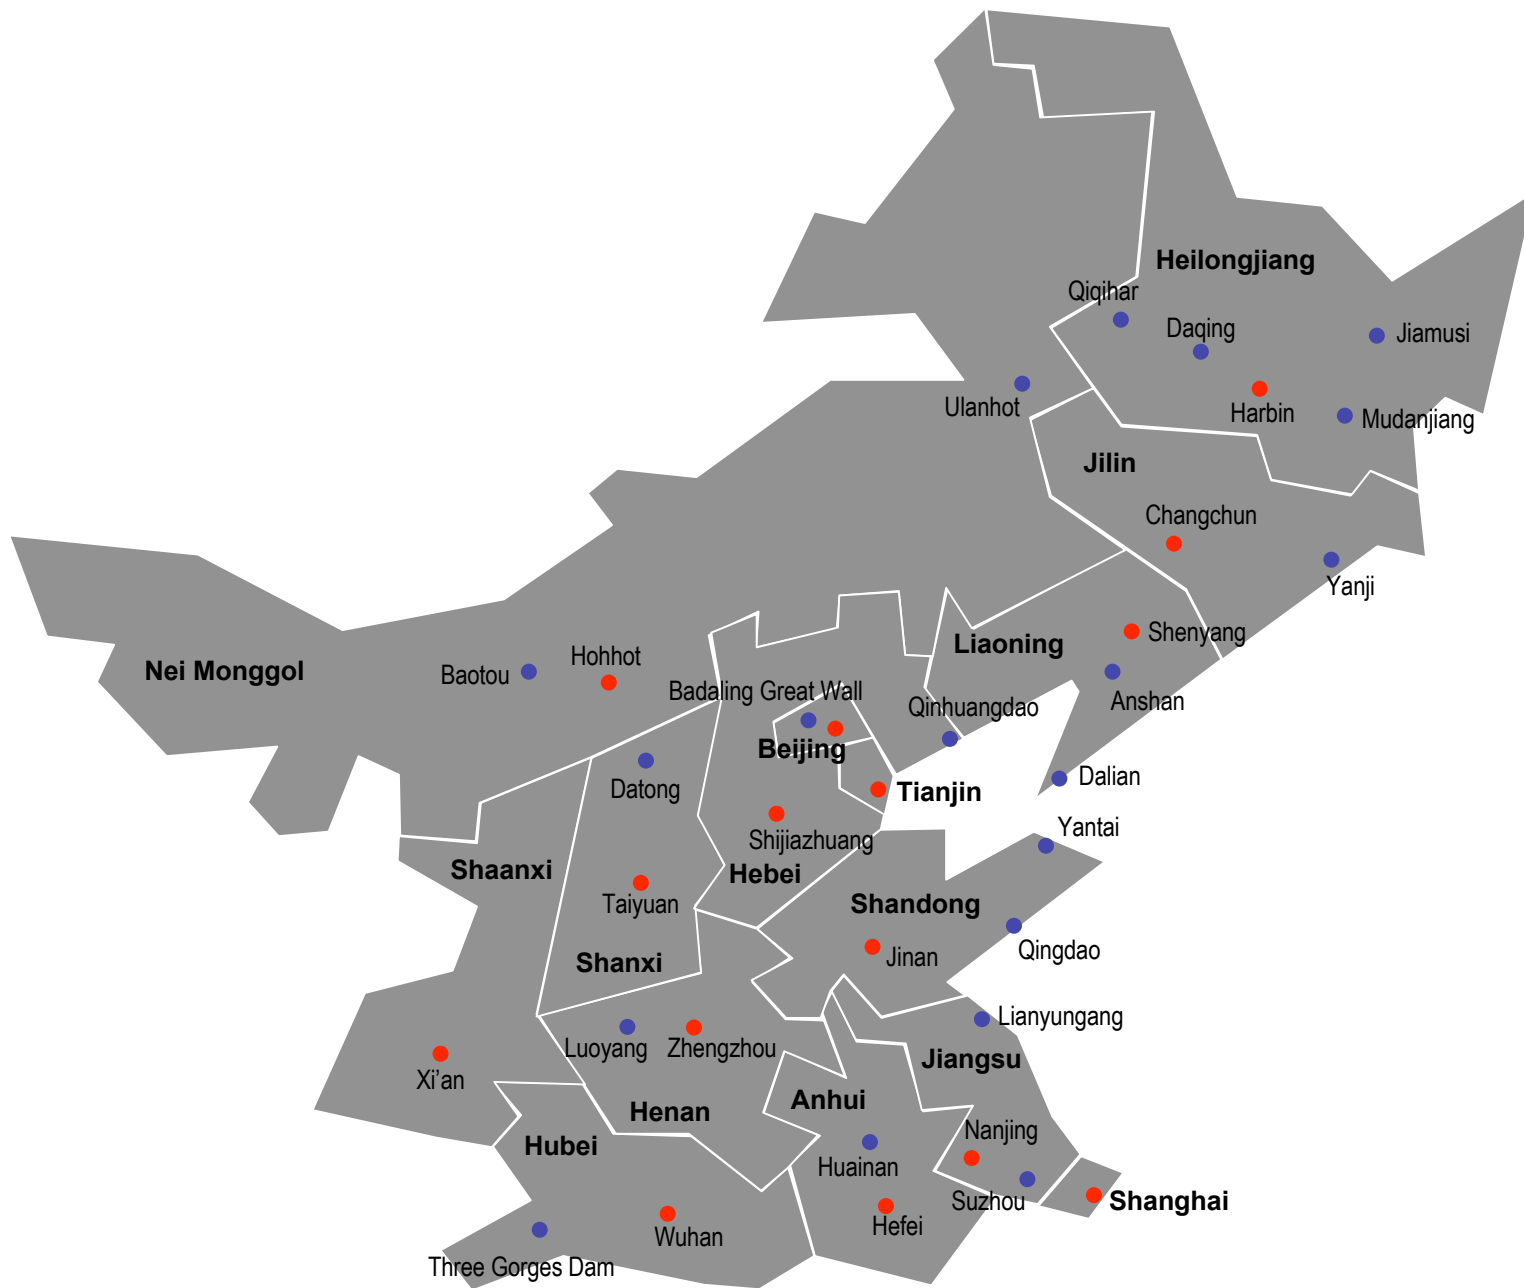 Heilongjiang
Qiqihar
Daqing
Jiamusi
Ulanhot
Harbin
Mudanjiang
Jilin
Changchun
Yanji
Shenyang
Liaoning
Nei Monggol
Baotou
Hohhot
Badaling Great Wall
Qinhuangdao
Anshan
Beijing
Datong
Dalian
Tianjin
Yantai
Shijiazhuang
Shaanxi
Hebei
Taiyuan
Shandong
Qingdao
Jinan
Shanxi
Lianyungang
Luoyang
Zhengzhou
Jiangsu
Xi’an
Anhui
Henan
Nanjing
Hubei
Huainan
Suzhou
Shanghai
Hefei
Wuhan
Three Gorges Dam